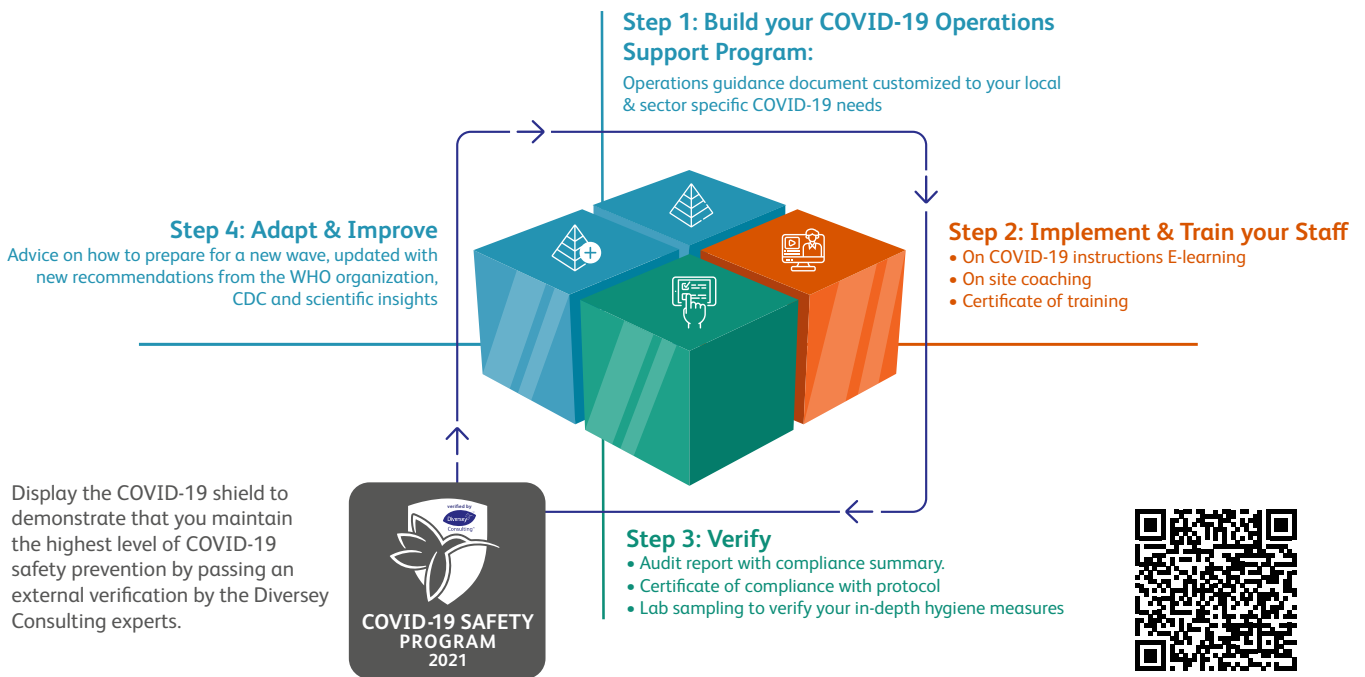 Step 1: Build your COVID-19 Operations
Support Program:
Operations guidance document customized to your local
& sector specific COVID-19 needs
Step 4: Adapt & Improve
Advice on how to prepare for a new wave, updated with
new recommendations from the WHO organization,
CDC and scientific insights
Step 2: Implement & Train your Staff
• On COVID-19 instructions E-learning
• On site coaching
• Certificate of training
Display the COVID-19 shield to
demonstrate that you maintain
the highest level of COVID-19
safety prevention by passing an
external verification by the Diversey
Consulting experts.
verified by
Diversey
Consulting
COVID-19 SAFETY
PROGRAM
2021
Step 3: Verify
• Audit report with compliance summary.
• Certificate of compliance with protocol
• Lab sampling to verify your in-depth hygiene measures